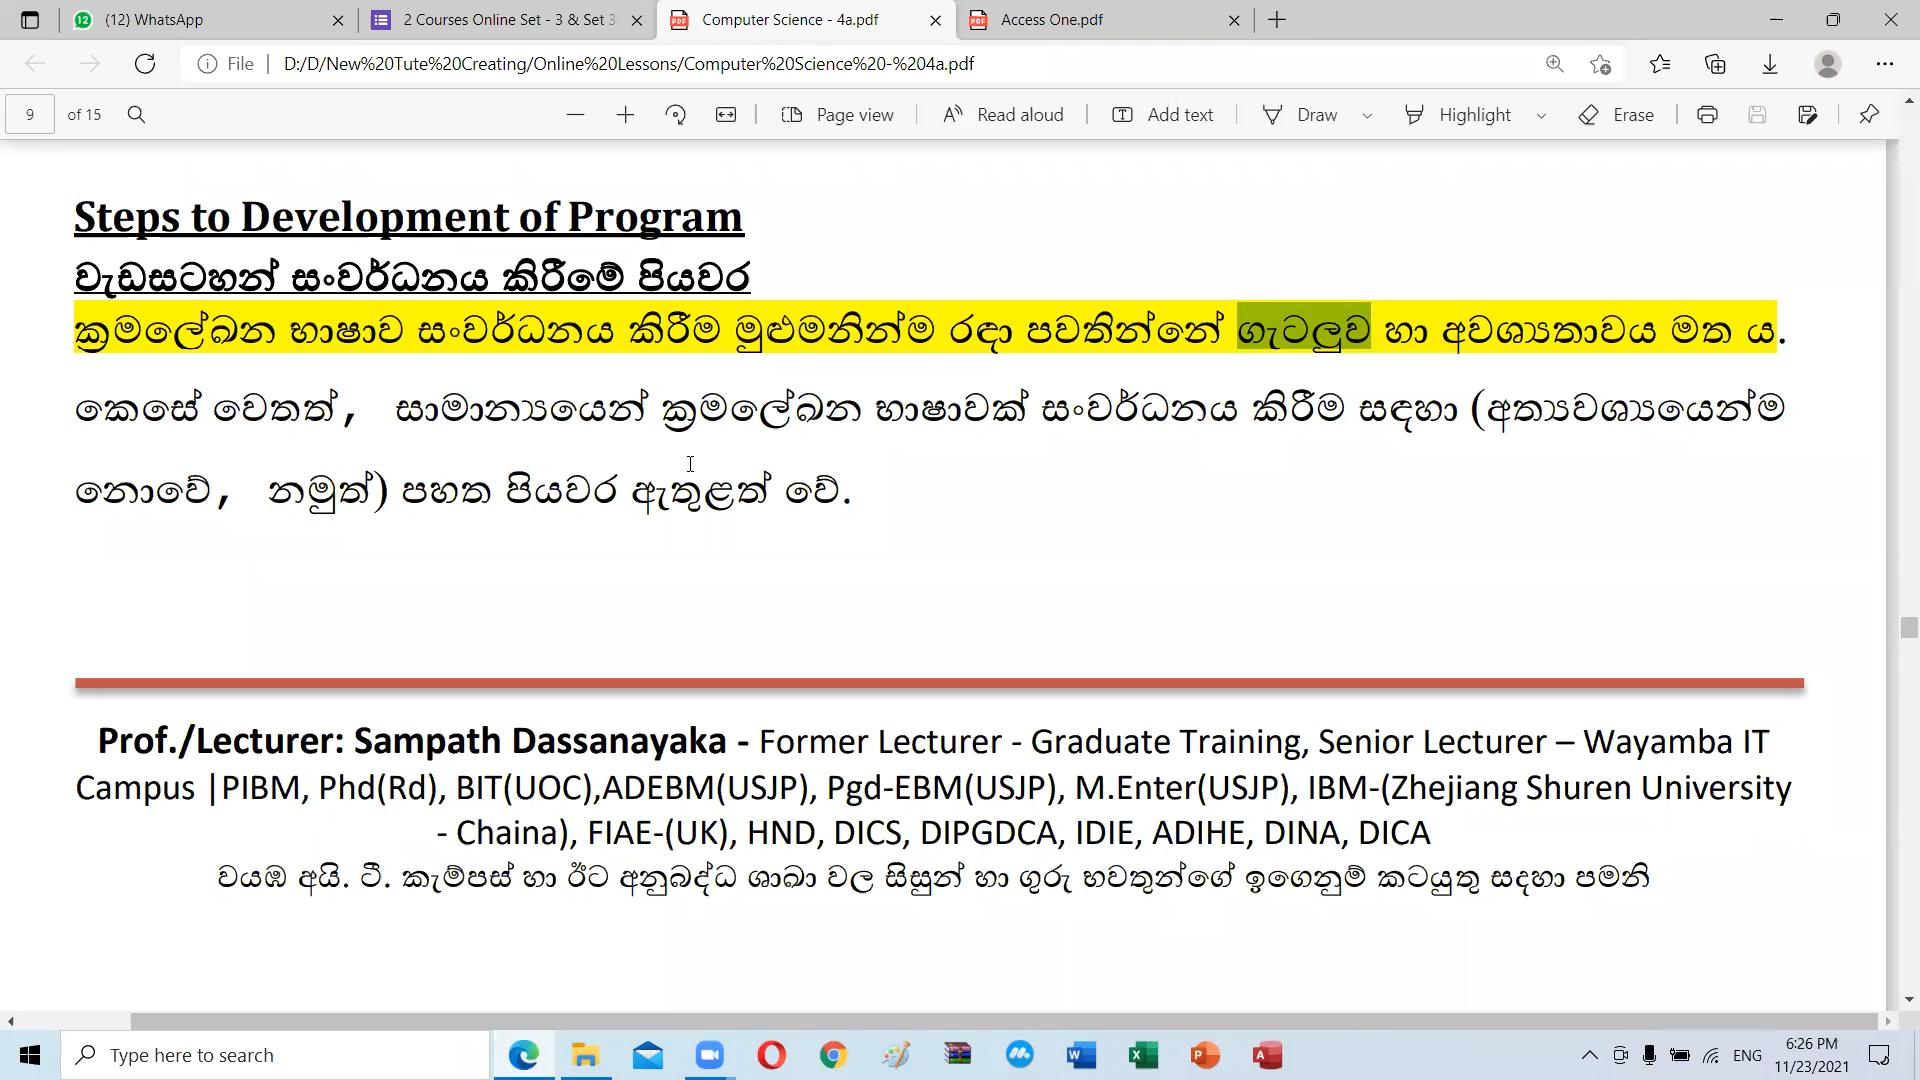 (12) WhatsApp
2 Courses Online Set - 3 & Set 3
Computer Science - 4a.pdf
Access One.pdf
File
D:/D/New%20Tute%20Creating/Online%20Lessons/Computer%20Science%20-%204a.pdf
9 of 15
Page view
Read aloud
Add text
Draw
Highlight
Erase
Steps to Development of Program
වැඩසටහන් සංවර්ධනය කිරීමේ පියවර
ක්‍රමලේඛන භාෂාව සංවර්ධනය කිරීම මුළුමනින්ම රඳා පවතින්නේ ගැටලුව හා අවශ්‍යතාවය මත ය.
කෙසේ වෙතත්, සාමාන්‍යයෙන් ක්‍රමලේඛන භාෂාවක් සංවර්ධනය කිරීම සඳහා (අත්‍යවශ්‍යයෙන්ම
නොවේ, නමුත්) පහත පියවර ඇතුළත් වේ.
Prof./Lecturer: Sampath Dassanayaka - Former Lecturer - Graduate Training, Senior Lecturer – Wayamba IT
Campus |PIBM, Phd(Rd), BIT(UOC),ADEBM(USJP), Pgd-EBM(USJP), M.Enter(USJP), IBM-(Zhejiang Shuren University
- Chaina), FIAE-(UK), HND, DICS, DIPGDCA, IDIE, ADIHE, DINA, DICA
වයඹ අයි. ටී. කැම්පස් හා ඊට අනුබද්ධ ශාඛා වල සිසුන් හා ගුරු භවතුන්ගේ ඉගෙනුම් කටයුතු සදහා පමනි
Type here to search
ENG
6:26 PM
11/23/2021